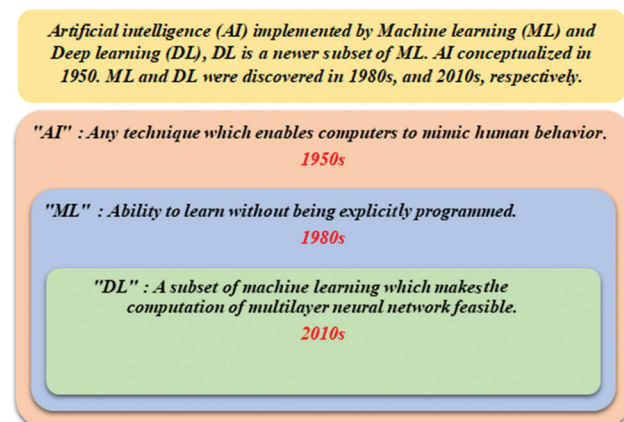 Artificial intelligence (AI) implemented by Machine learning (ML) and
Deep learning (DL), DL is a newer subset of ML. AI conceptualized in
1950. ML and DL were discovered in 1980s, and 2010s, respectively.
"AI" : Any technique which enables computers to mimic human behavior.
1950s
"ML" : Ability to learn without being explicitly programmed.
1980s
"DL" : A subset of machine learning which makes the
computation of multilayer neural network feasible.
2010s